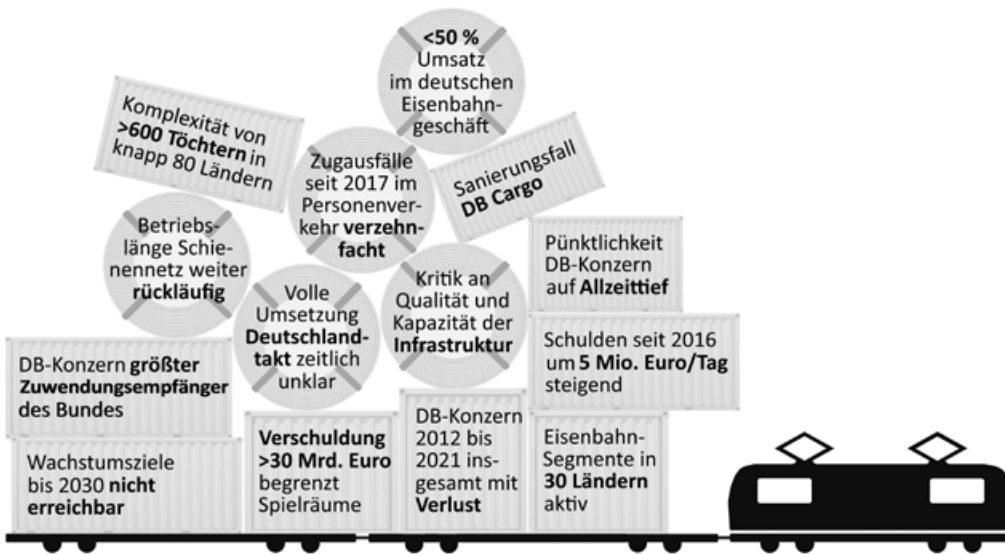 <50 %
Umsatz
im deutschen
Eisenbahn-
geschäft
Komplexität von
>600 Töchtern in
knapp 80 Ländern
Zugausfälle
seit 2017 im
Personenver-
kehr verzehn-
facht
Sanierungsfall
DB Cargo
Betriebs-
länge Schie-
nennetz weiter
rückläufig
Volle
Umsetzung
Deutschland-
takt zeitlich
unklar
Kritik an
Qualität und
Kapazität der
Infrastruktur
Pünktlichkeit
DB-Konzern
auf Allzeittief
Schulden seit 2016
um 5 Mio. Euro/Tag
steigend
DB-Konzern größter
Zuwendungsempfänger
des Bundes
Wachstumsziele
bis 2030 nicht
erreichbar
Verschuldung
>30 Mrd. Euro
begrenzt
Spielräume
DB-Konzern
2012 bis
2021 ins-
gesamt mit
Verlust
Eisenbahn-
Segmente in
30 Ländern
aktiv